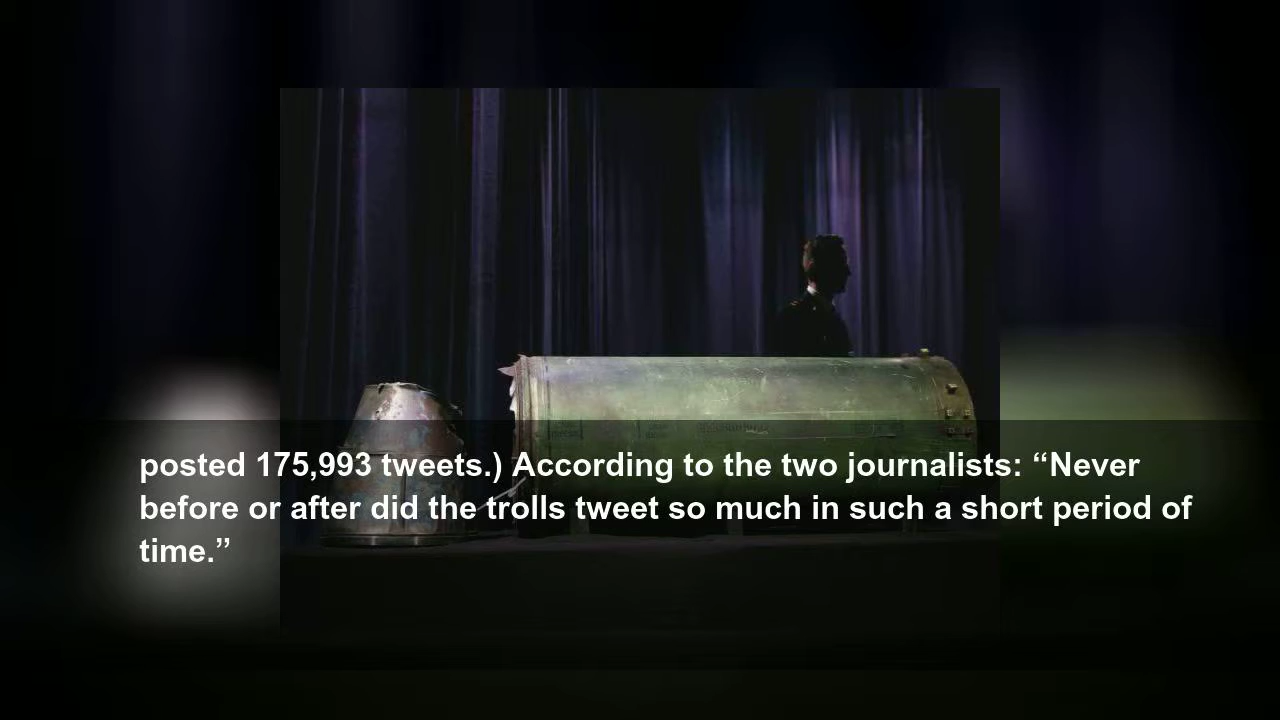 posted 175,993 tweets.) According to the two journalists: “Never
before or after did the trolls tweet so much in such a short period of
time.”